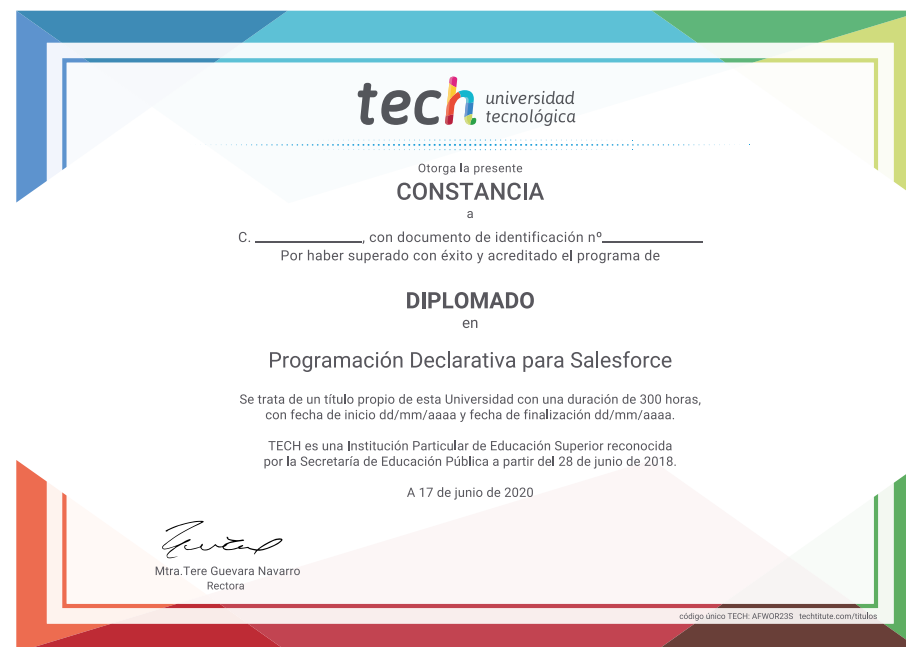 tech universidad
tecnológica
Otorga la presente
CONSTANCIA
a
C. ____________, con documento de identificación nº____________
Por haber superado con éxito y acreditado el programa de
DIPLOMADO
en
Programación Declarativa para Salesforce
Se trata de un título propio de esta Universidad con una duración de 300 horas,
con fecha de inicio dd/mm/aaaa y fecha de finalización dd/mm/aaaa.
TECH es una Institución Particular de Educación Superior reconocida
por la Secretaría de Educación Pública a partir del 28 de junio de 2018.
A 17 de junio de 2020
Mtra.Tere Guevara Navarro
Rectora
código único TECH: AFWOR23S techtitute.com/titulos